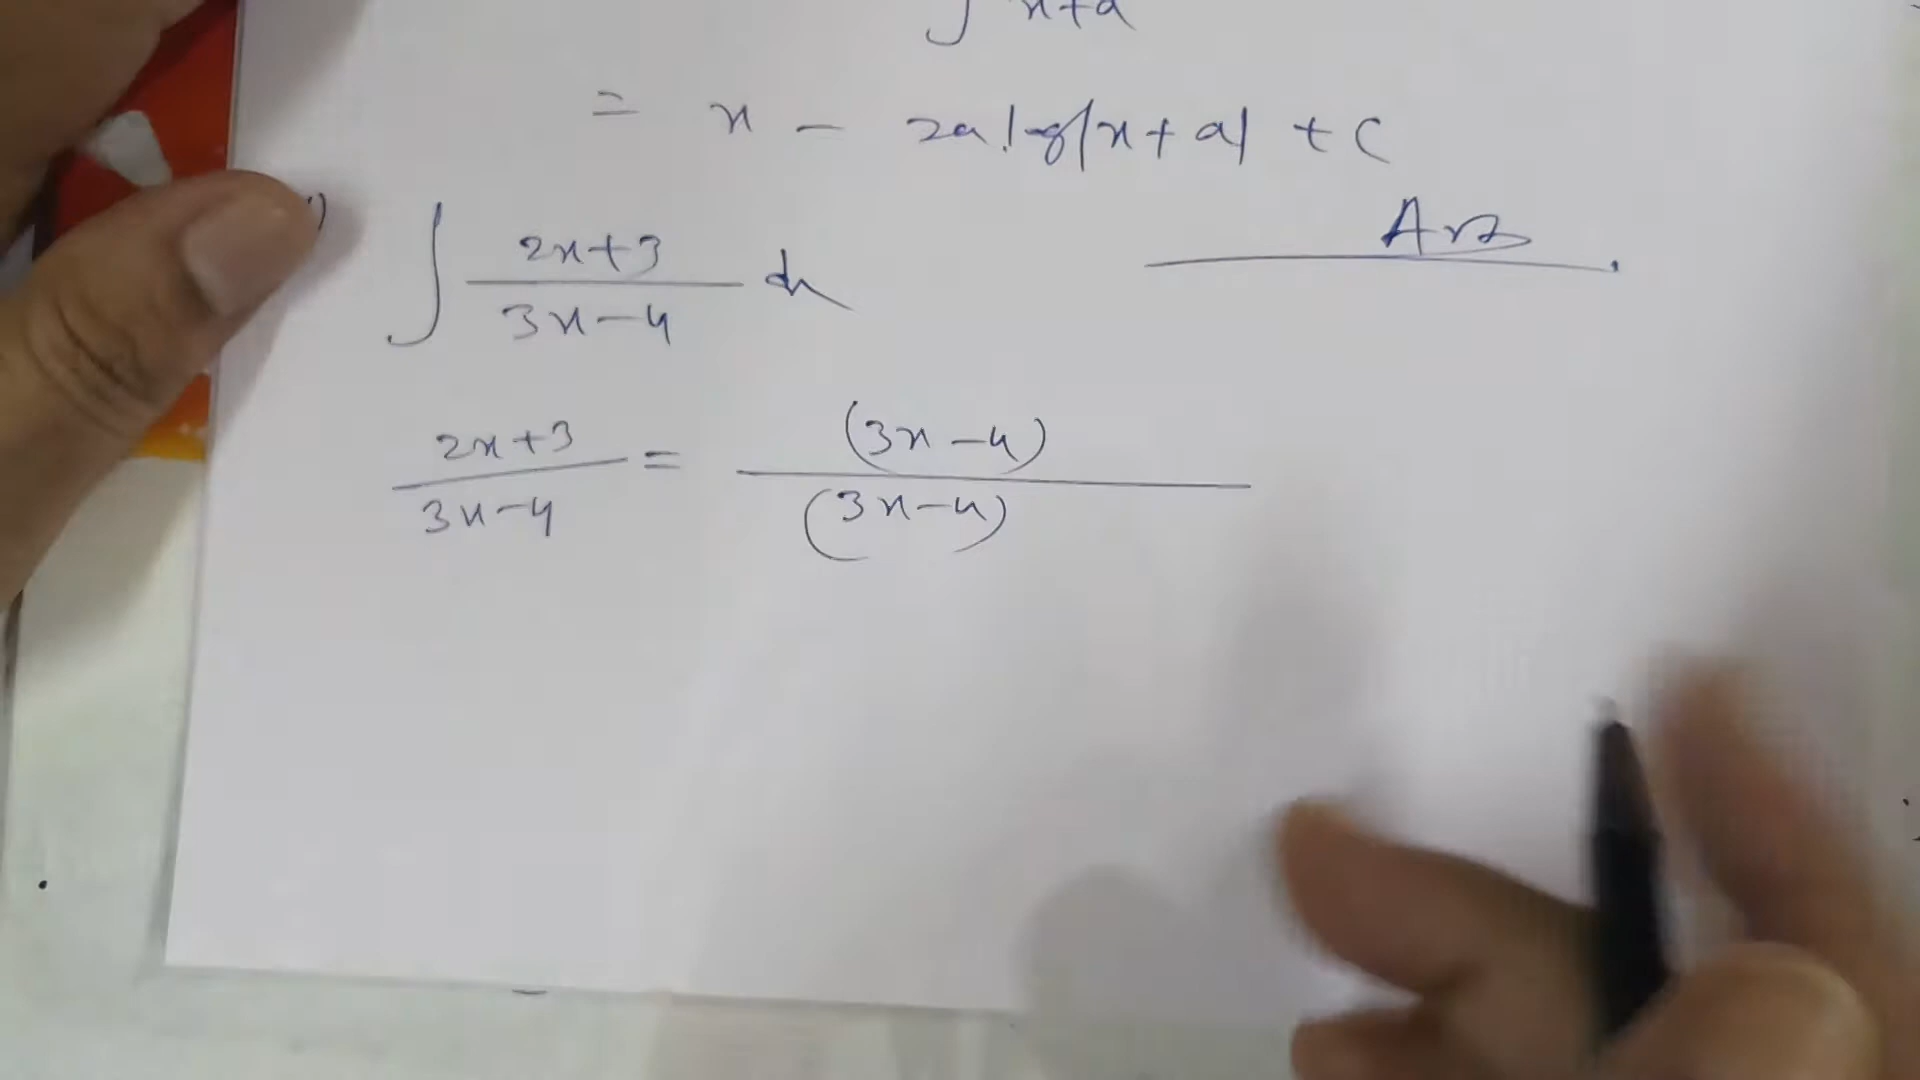 ∫ x+a
= x - 2a log|x+a| + C
Ans.
∫ (2x+3)/(3x-4) dx
(2x+3)/(3x-4) = (3x-4)/(3x-4)